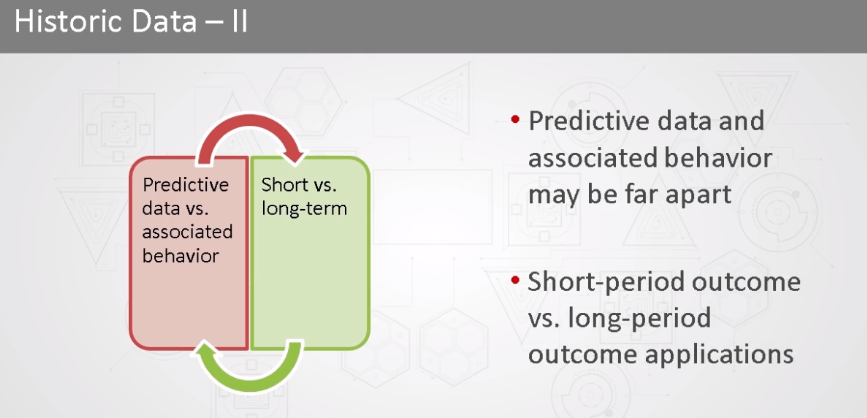 Historic Data – II
Predictive
data vs.
associated
behavior
Short vs.
long-term
• Predictive data and
associated behavior
may be far apart
• Short-period outcome
vs. long-period
outcome applications